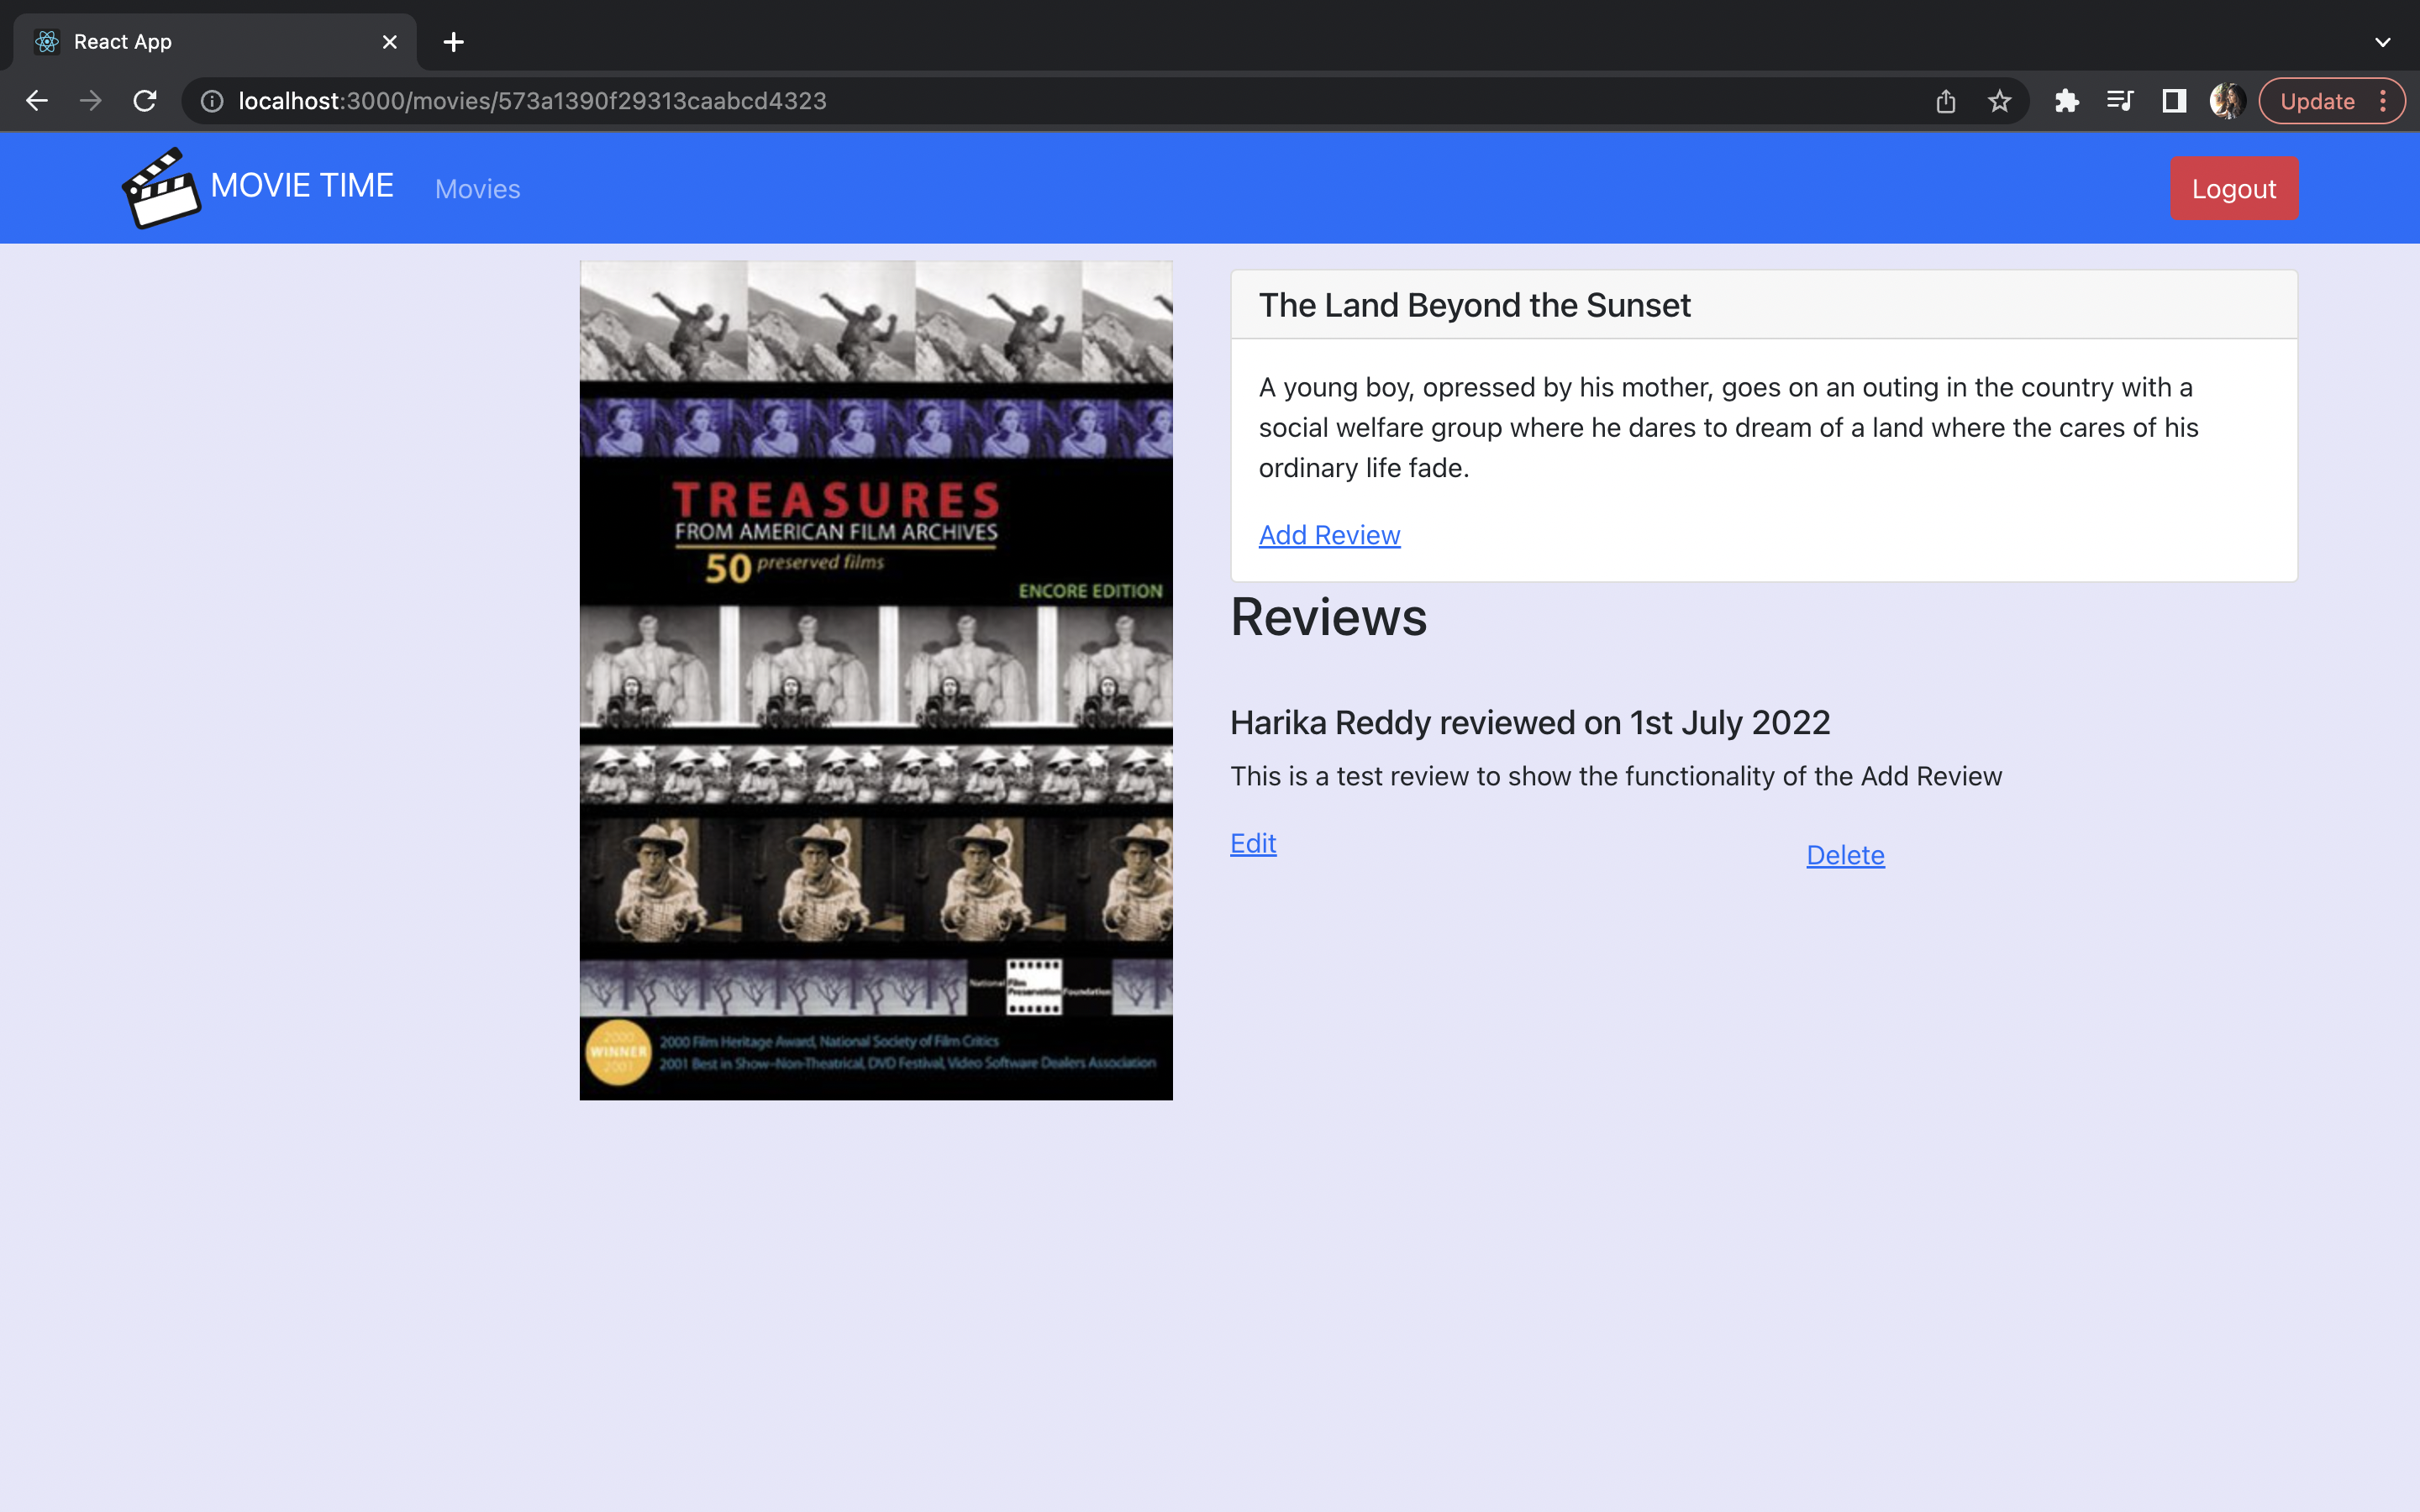 React App
localhost:3000/movies/573a1390f29313caabcd4323
Update
MOVIE TIME
Movies
Logout
TREASURES
FROM AMERICAN FILM ARCHIVES
50 preserved films
ENCORE EDITION
National Film Preservation Foundation
2000
WINNER
2001
2000 Film Heritage Award, National Society of Film Critics
2001 Best in Show–Non-Theatrical, DVD Festival, Video Software Dealers Association
The Land Beyond the Sunset
A young boy, opressed by his mother, goes on an outing in the country with a
social welfare group where he dares to dream of a land where the cares of his
ordinary life fade.
Add Review
Reviews
Harika Reddy reviewed on 1st July 2022
This is a test review to show the functionality of the Add Review
Edit
Delete